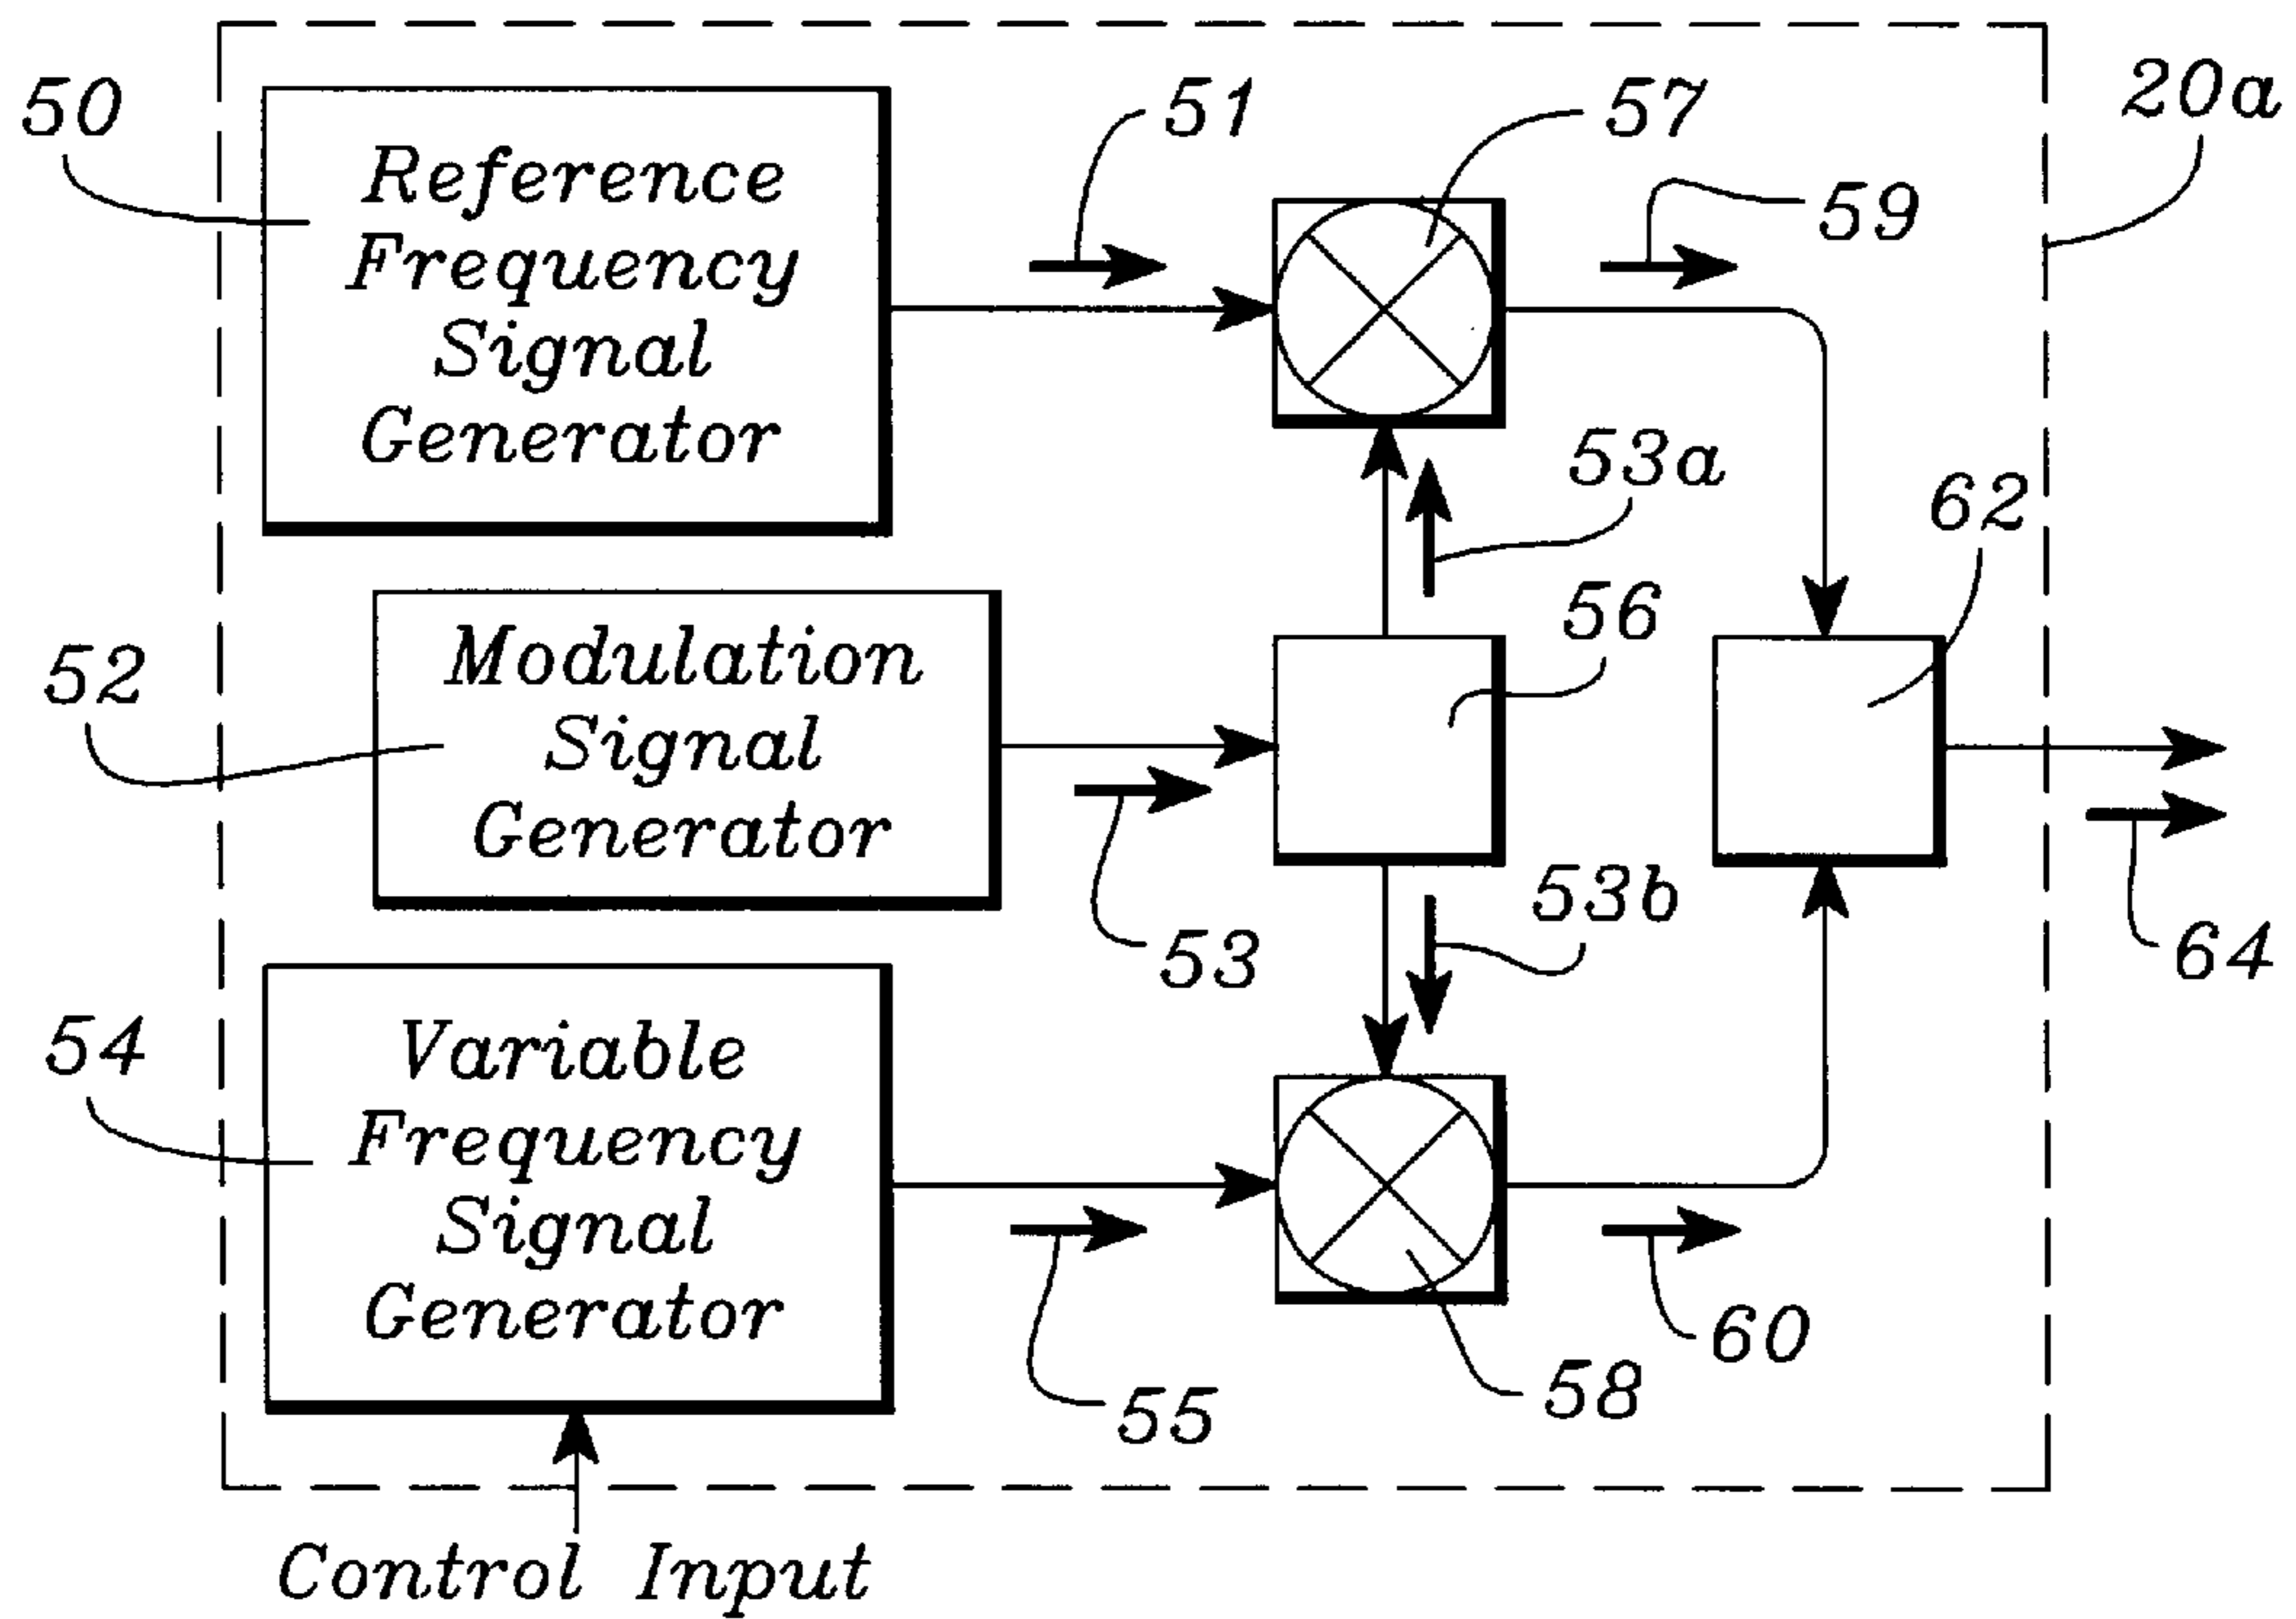 50
Reference
Frequency
Signal
Generator
51
57
59
20a
53a
62
52
Modulation
Signal
Generator
53
56
53b
64
54
Variable
Frequency
Signal
Generator
55
58
60
Control Input